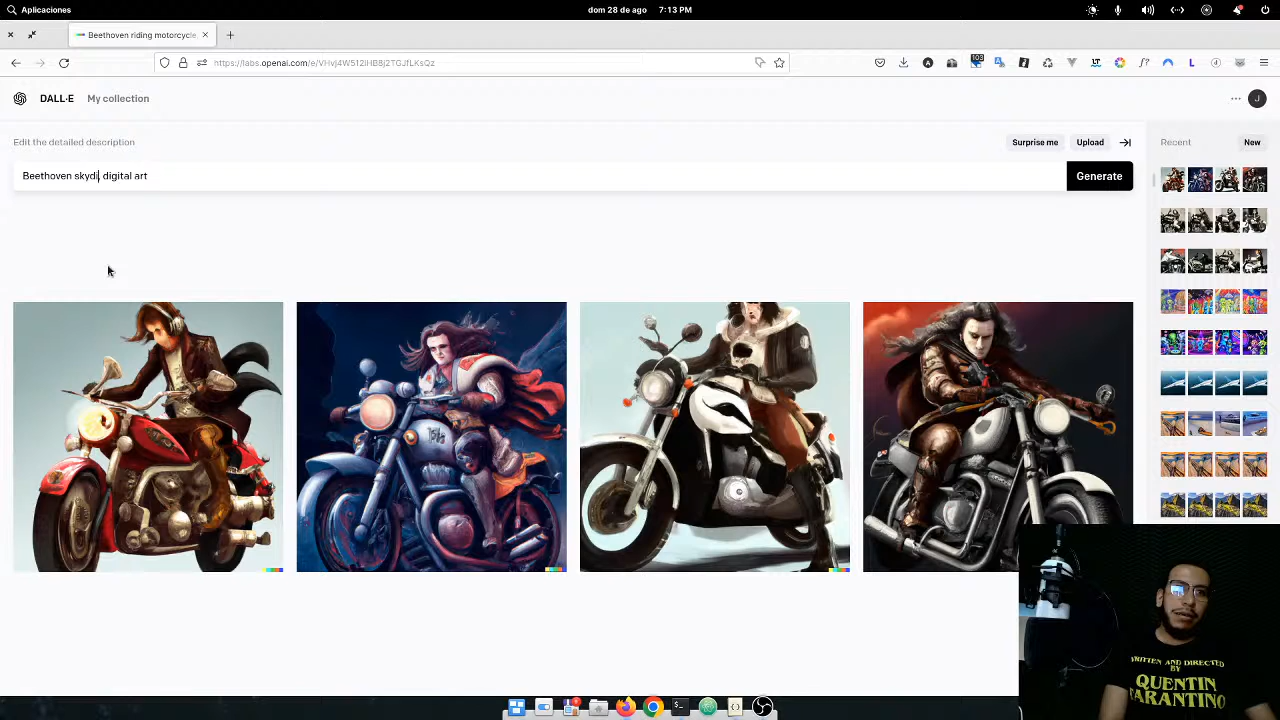 Aplicaciones
dom 28 de ago
7:13 PM
Beethoven riding motorcycle,
https://labs.openai.com/e/VHvj4W512iHB8j2TGJfLKsQz
103
DALL·E
My collection
J
Edit the detailed description
Surprise me
Upload
Recent
New
Beethoven skydi, digital art
Generate
WRITTEN AND DIRECTED
BY
QUENTIN
TARANTINO